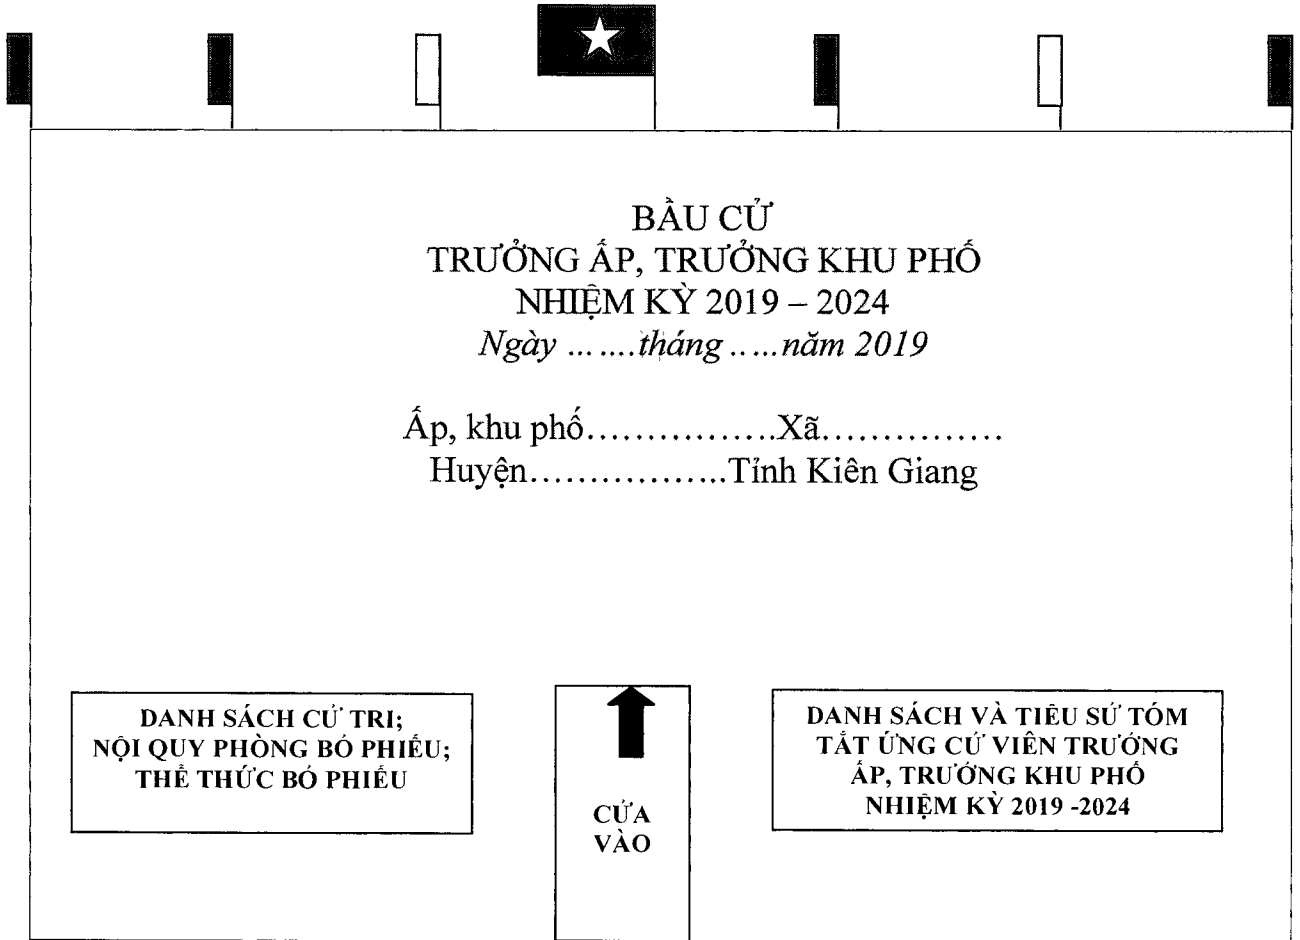 BẦU CỬ
TRƯỞNG ẤP, TRƯỞNG KHU PHỐ
NHIỆM KỲ 2019 – 2024
Ngày ... ....tháng .. ...năm 2019
Ấp, khu phố................Xã...............
Huyện.................Tỉnh Kiên Giang
DANH SÁCH CỬ TRI;
NỘI QUY PHÒNG BỎ PHIẾU;
THỂ THỨC BỎ PHIẾU
CỬA
VÀO
DANH SÁCH VÀ TIỂU SỬ TÓM
TẮT ỨNG CỬ VIÊN TRƯỞNG
ẤP, TRƯỞNG KHU PHỐ
NHIỆM KỲ 2019 -2024